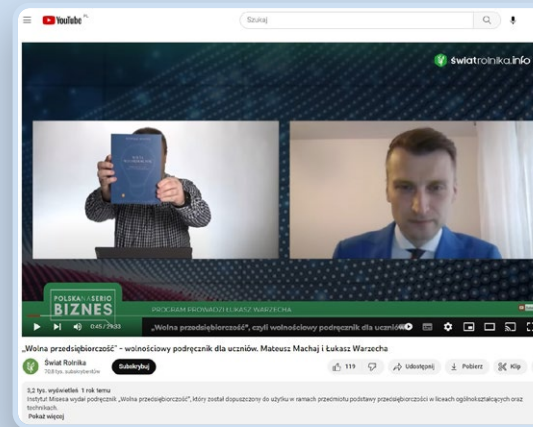 YouTube PL
Szukaj
światrolnika.info
POLSKA NA SERIO
BIZNES
PROGRAM PROWADZI ŁUKASZ WARZECHA
0:45 / 29:33
„Wolna przedsiębiorczość”, czyli wolnościowy podręcznik dla uczniów
„Wolna przedsiębiorczość” - wolnościowy podręcznik dla uczniów. Mateusz Machaj i Łukasz Warzecha
Świat Rolnika
subskrybentów
Subskrybuj
119
Udostępnij
Pobierz
Klip
3,2 tys. wyświetleń 1 rok temu
Instytut Misesa wydał podręcznik „Wolna przedsiębiorczość”, który został dopuszczony do użytku w ramach przedmiotu podstawy przedsiębiorczości w liceach ogólnokształcących oraz
technikach.
Pokaż więcej